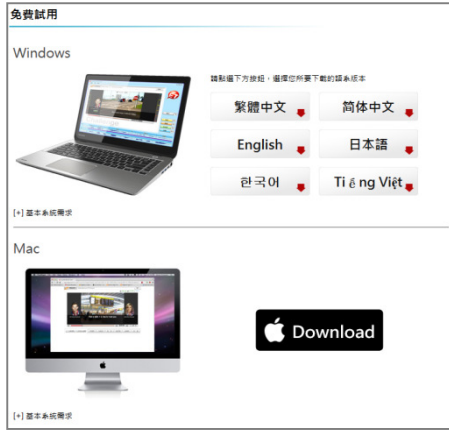 免費試用
Windows
請點選下方按鈕，選擇您所要下載的語系版本
繁體中文 简体中文
English 日本語
한국어 Tiếng Việt
[+] 基本系統需求
Mac
Download
[+] 基本系統需求